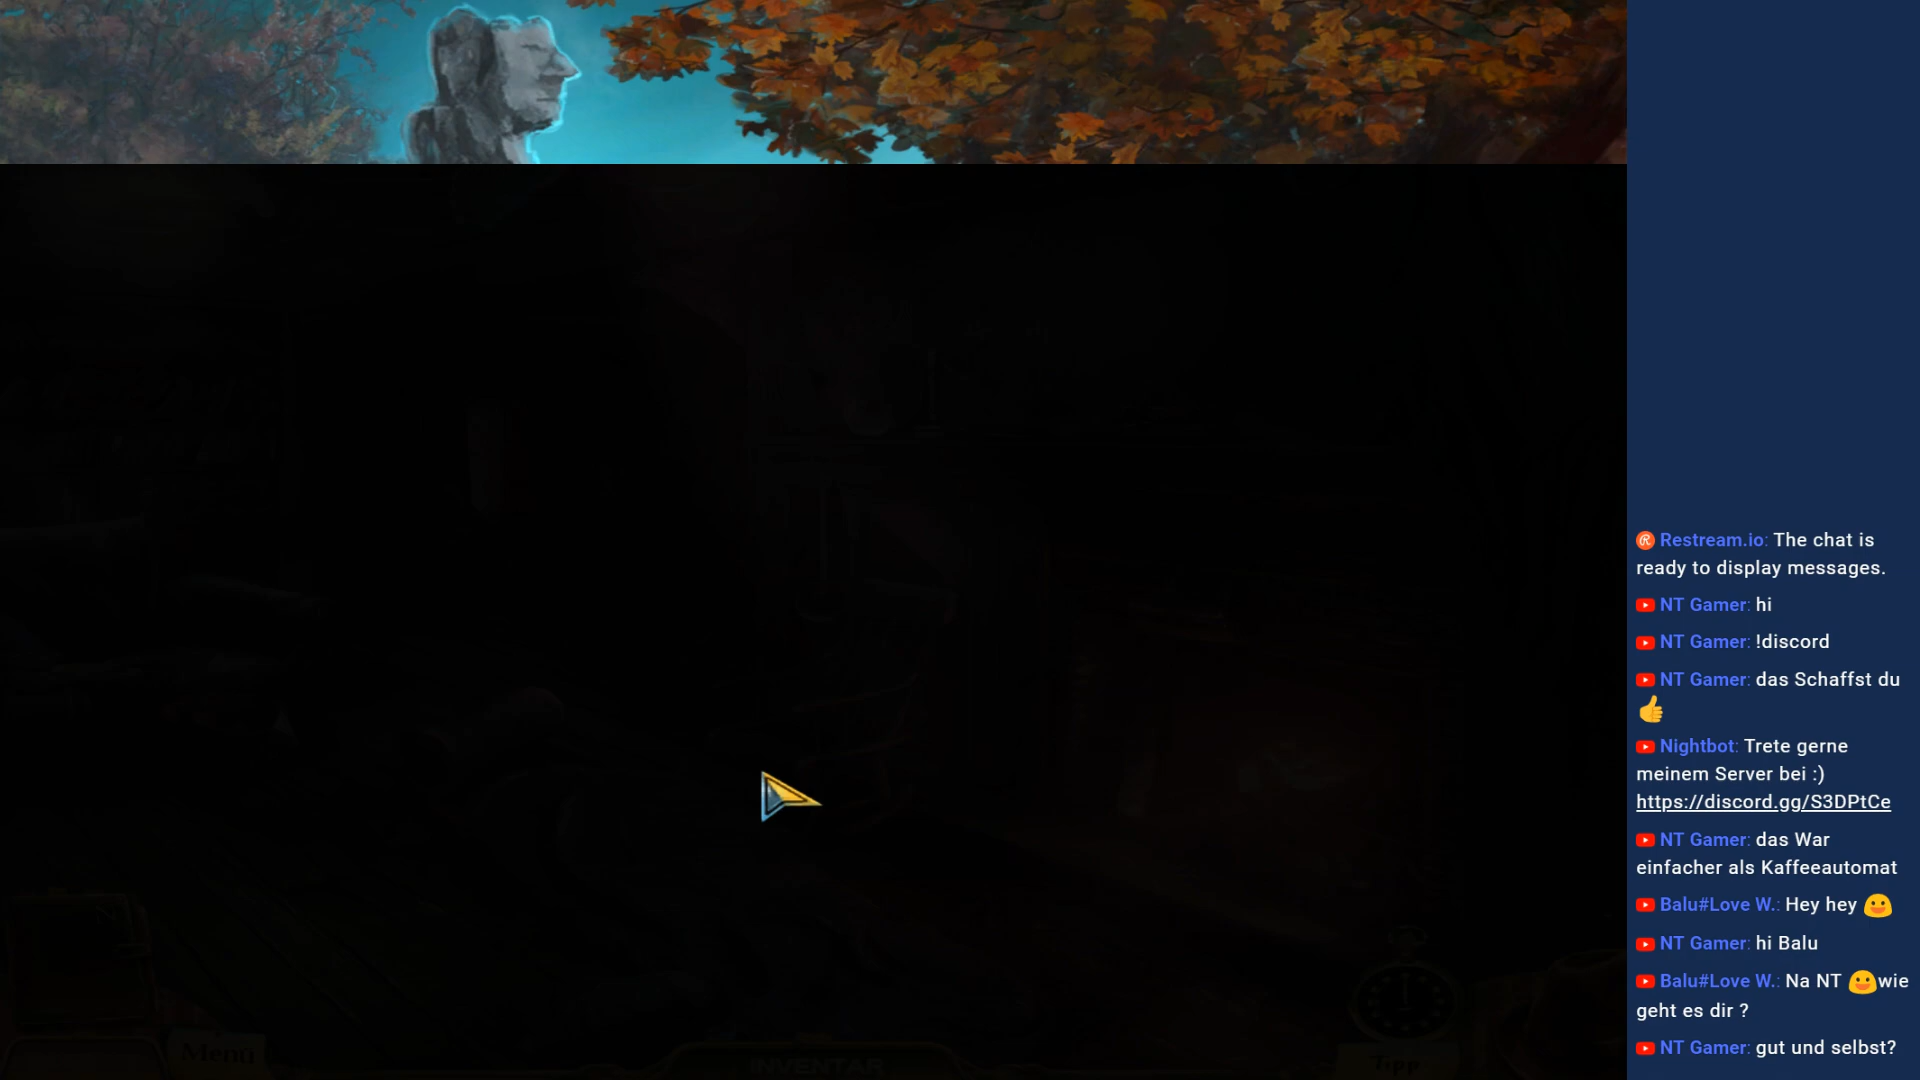 Restream.io: The chat is
ready to display messages.
NT Gamer: hi
NT Gamer: !discord
NT Gamer: das Schaffst du
👍
Nightbot: Trete gerne
meinem Server bei :)
https://discord.gg/S3DPtCe
NT Gamer: das War
einfacher als Kaffeeautomat
Balu#Love W.: Hey hey 😃
NT Gamer: hi Balu
Balu#Love W.: Na NT 😃wie
geht es dir ?
NT Gamer: gut und selbst?
Menü
INVENTAR
Tipp